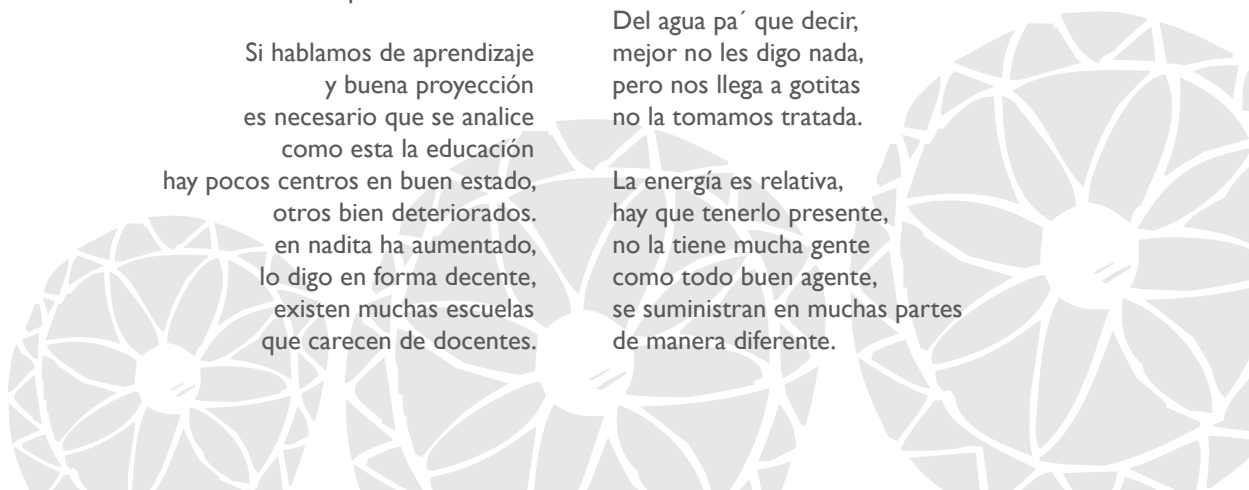 Si hablamos de aprendizaje
y buena proyección
es necesario que se analice
como esta la educación
hay pocos centros en buen estado,
otros bien deteriorados.
en nadita ha aumentado,
lo digo en forma decente,
existen muchas escuelas
que carecen de docentes.
Del agua pa´ que decir,
mejor no les digo nada,
pero nos llega a gotitas
no la tomamos tratada.
La energía es relativa,
hay que tenerlo presente,
no la tiene mucha gente
como todo buen agente,
se suministran en muchas partes
de manera diferente.